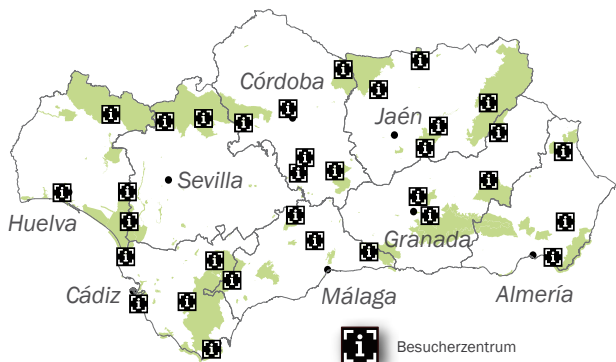 Córdoba
Jaén
Sevilla
Huelva
Granada
Cádiz
Málaga
Almería
Besucherzentrum